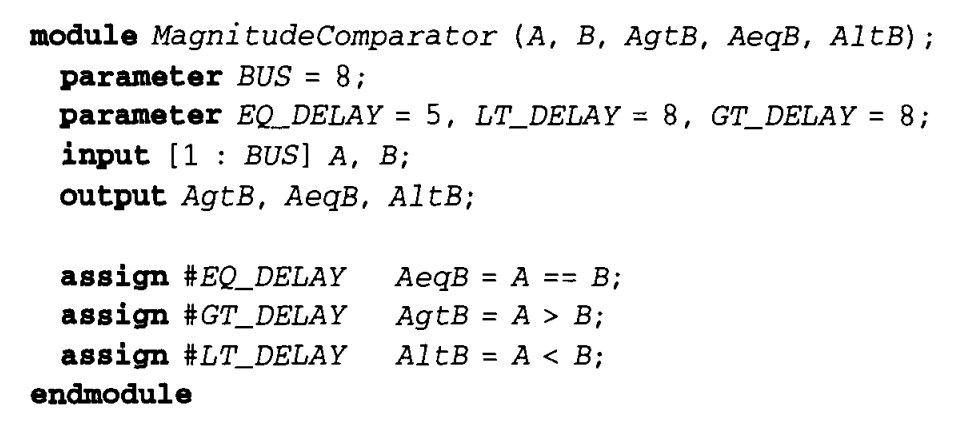 module MagnitudeComparator (A, B, AgtB, AeqB, AltB);
parameter BUS = 8;
parameter EQ_DELAY = 5, LT_DELAY = 8, GT_DELAY = 8;
input [1 : BUS] A, B;
output AgtB, AeqB, AltB;
assign #EQ_DELAY AeqB = A == B;
assign #GT_DELAY AgtB = A > B;
assign #LT_DELAY AltB = A < B;
endmodule